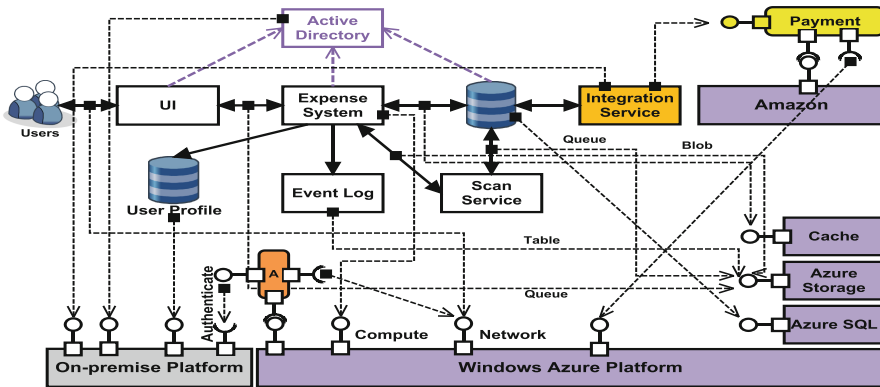 Active
Directory
Payment
UI
Expense
System
Integration
Service
Amazon
Users
Queue
Blob
User Profile
Event Log
Scan
Service
Cache
Table
Authenticate
A
Azure
Storage
Queue
Compute
Network
Azure SQL
On-premise Platform
Windows Azure Platform